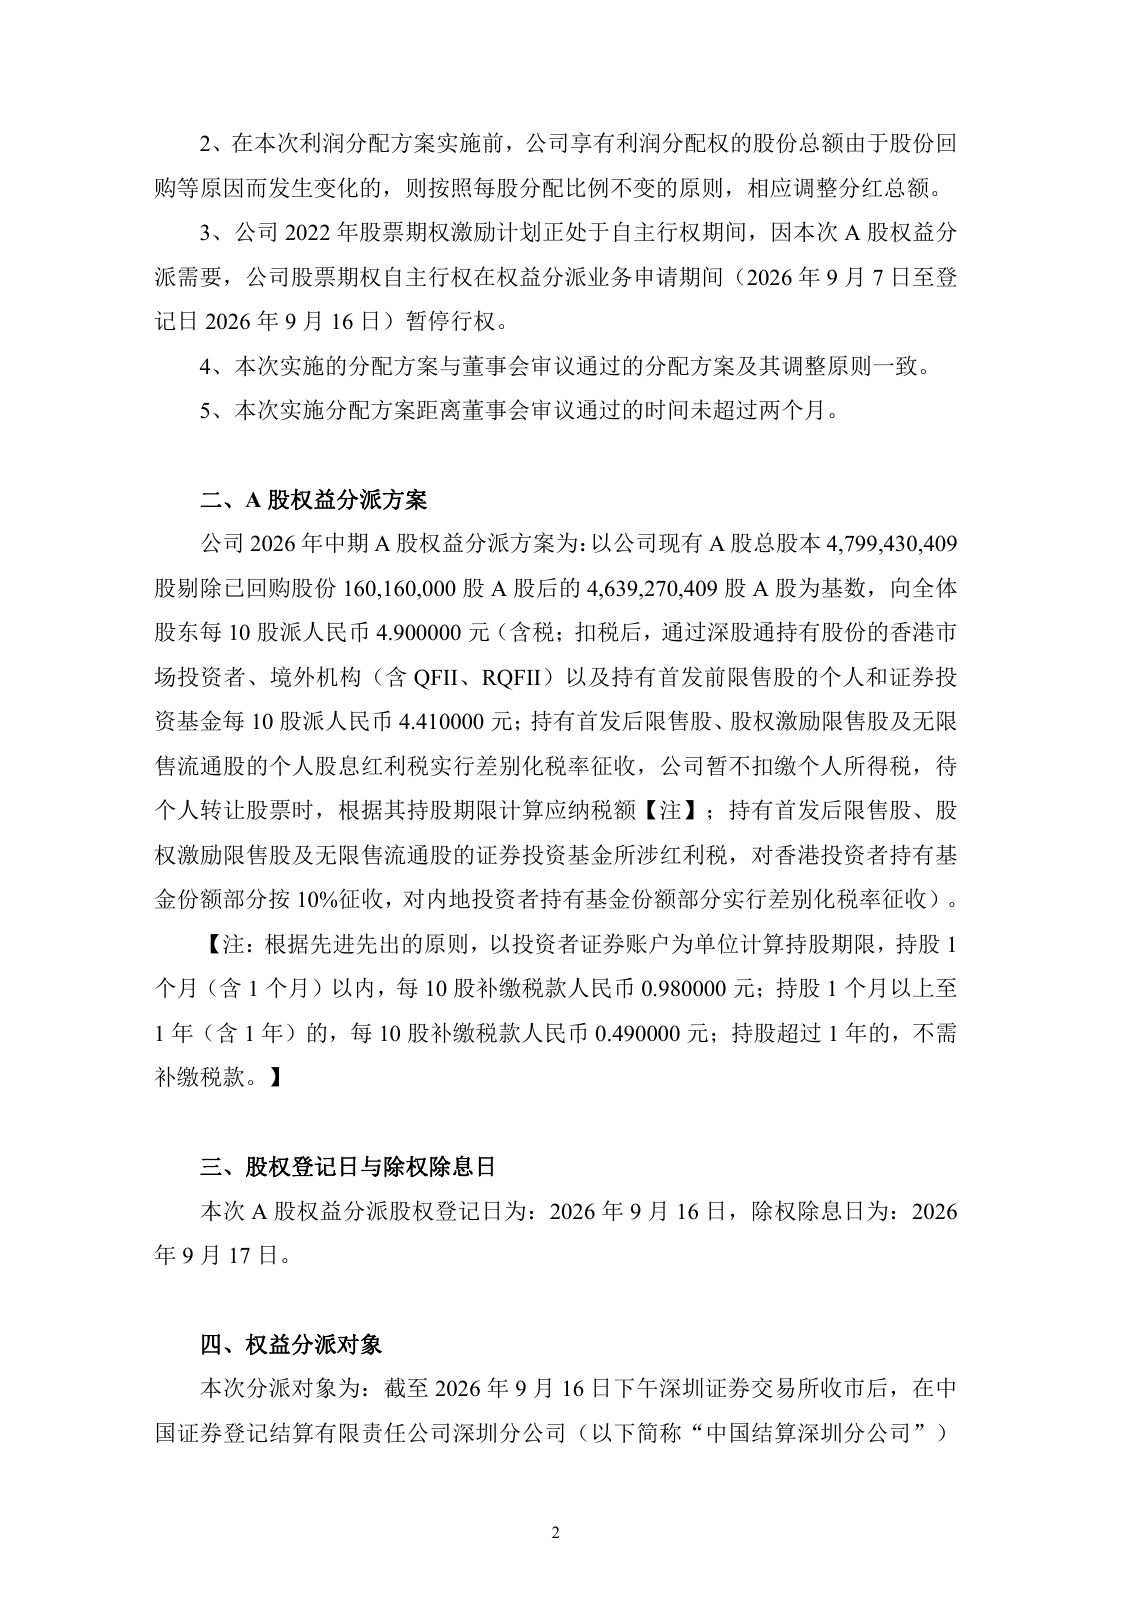 2、在本次利润分配方案实施前，公司享有利润分配权的股份总额由于股份回
购等原因而发生变化的，则按照每股分配比例不变的原则，相应调整分红总额。
3、公司 2022 年股票期权激励计划正处于自主行权期间，因本次 A 股权益分
派需要，公司股票期权自主行权在权益分派业务申请期间（2026 年 9 月 7 日至登
记日 2026 年 9 月 16 日）暂停行权。
4、本次实施的分配方案与董事会审议通过的分配方案及其调整原则一致。
5、本次实施分配方案距离董事会审议通过的时间未超过两个月。
二、A 股权益分派方案
公司 2026 年中期 A 股权益分派方案为：以公司现有 A 股总股本 4,799,430,409
股剔除已回购股份 160,160,000 股 A 股后的 4,639,270,409 股 A 股为基数，向全体
股东每 10 股派人民币 4.900000 元（含税；扣税后，通过深股通持有股份的香港市
场投资者、境外机构（含 QFII、RQFII）以及持有首发前限售股的个人和证券投
资基金每 10 股派人民币 4.410000 元；持有首发后限售股、股权激励限售股及无限
售流通股的个人股息红利税实行差别化税率征收，公司暂不扣缴个人所得税，待
个人转让股票时，根据其持股期限计算应纳税额【注】；持有首发后限售股、股
权激励限售股及无限售流通股的证券投资基金所涉红利税，对香港投资者持有基
金份额部分按 10%征收，对内地投资者持有基金份额部分实行差别化税率征收）。
【注：根据先进先出的原则，以投资者证券账户为单位计算持股期限，持股 1
个月（含 1 个月）以内，每 10 股补缴税款人民币 0.980000 元；持股 1 个月以上至
1 年（含 1 年）的，每 10 股补缴税款人民币 0.490000 元；持股超过 1 年的，不需
补缴税款。】
三、股权登记日与除权除息日
本次 A 股权益分派股权登记日为：2026 年 9 月 16 日，除权除息日为：2026
年 9 月 17 日。
四、权益分派对象
本次分派对象为：截至 2026 年 9 月 16 日下午深圳证券交易所收市后，在中
国证券登记结算有限责任公司深圳分公司（以下简称“中国结算深圳分公司”）
2